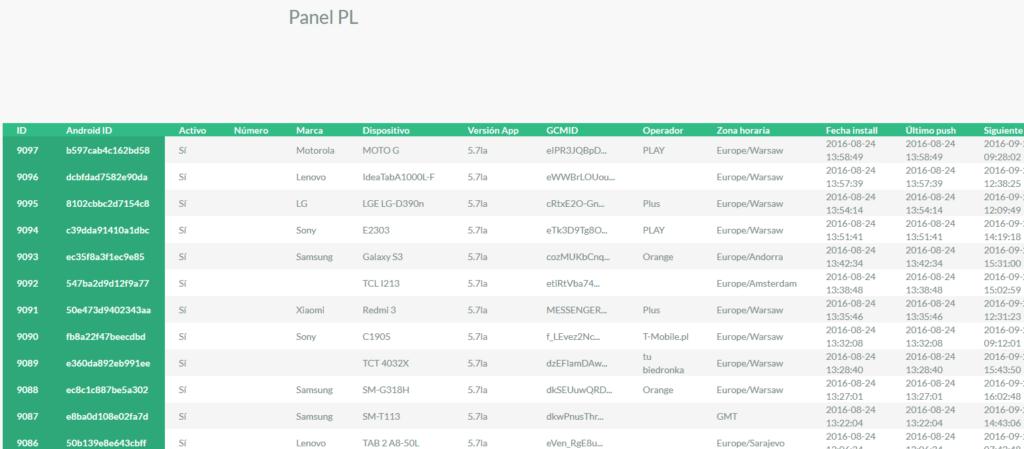 Panel PL
ID Android ID Activo Número Marca Dispositivo Versión App GCMID Operador Zona horaria Fecha install Último push Siguiente
9097 b597cab4c162bd58 Sí Motorola MOTO G 5.7la eIPR3JQBpD... PLAY Europe/Warsaw 2016-08-24 13:58:49 2016-08-24 13:58:49 2016-09- 09:28:02
9096 dcbfdad7582e90da Sí Lenovo IdeaTabA1000L-F 5.7la eWWBrLOUou... Europe/Warsaw 2016-08-24 13:57:39 2016-08-24 13:57:39 2016-09- 12:38:25
9095 8102cbbc2d7154c8 Sí LG LGE LG-D390n 5.7la cRtxE2O-Gn... Plus Europe/Warsaw 2016-08-24 13:54:14 2016-08-24 13:54:14 2016-09- 12:09:49
9094 c39dda91410a1dbc Sí Sony E2303 5.7la eTk3D9Tg8O... PLAY Europe/Warsaw 2016-08-24 13:51:41 2016-08-24 13:51:41 2016-09- 14:19:18
9093 ec35f8a3f1ec9e85 Sí Samsung Galaxy S3 5.7la cozMUKbCnq... Orange Europe/Andorra 2016-08-24 13:42:34 2016-08-24 13:42:34 2016-09- 15:31:00
9092 547ba2d9d12f9a77 Sí TCL I213 5.7la etlRtVba74... Europe/Amsterdam 2016-08-24 13:38:48 2016-08-24 13:38:48 2016-09- 15:02:59
9091 50e473d9402343aa Sí Xiaomi Redmi 3 5.7la MESSENGER... Plus Europe/Warsaw 2016-08-24 13:35:46 2016-08-24 13:35:46 2016-09- 12:31:23
9090 fb8a22f47beecdbd Sí Sony C1905 5.7la f_LEvez2Nc... T-Mobile.pl Europe/Warsaw 2016-08-24 13:32:08 2016-08-24 13:32:08 2016-09- 09:12:01
9089 e360da892eb991ee Sí TCT 4032X 5.7la dzEFlamDAw... tu biedronka Europe/Warsaw 2016-08-24 13:28:40 2016-08-24 13:28:40 2016-09- 15:43:50
9088 ec8c1c887be5a302 Sí Samsung SM-G318H 5.7la dkSEUuwQRD... Orange Europe/Warsaw 2016-08-24 13:27:01 2016-08-24 13:27:01 2016-09- 16:02:48
9087 e8ba0d108e02fa7d Sí Samsung SM-T113 5.7la dkwPnusThr... GMT 2016-08-24 13:22:04 2016-08-24 13:22:04 2016-09- 14:43:06
9086 50b139e8e643cbff Sí Lenovo TAB 2 A8-50L 5.7la eVen_RgE8u... Europe/Sarajevo 2016-08-24 2016-08-24 2016-09-